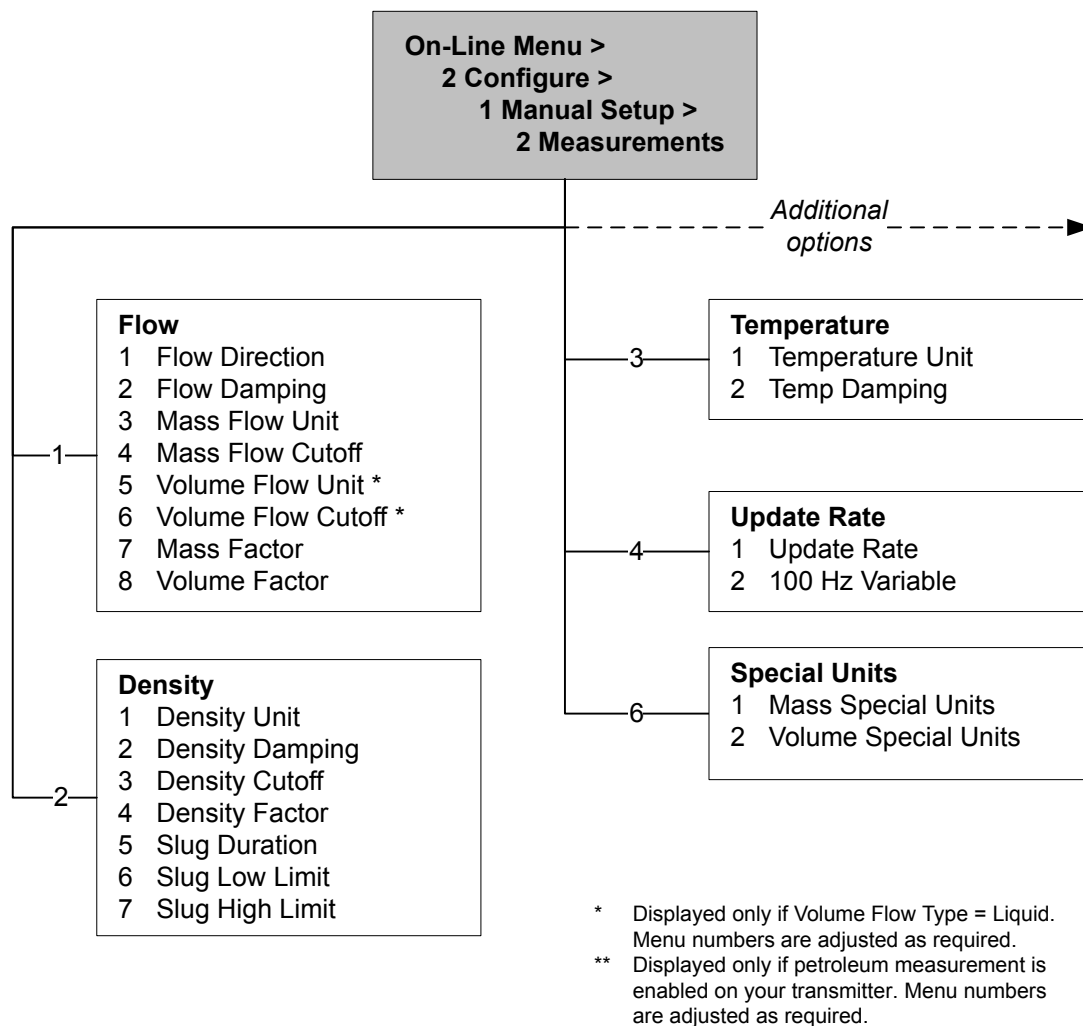 On-Line Menu >
2 Configure >
1 Manual Setup >
2 Measurements
Additional
options
1
Flow
1 Flow Direction
2 Flow Damping
3 Mass Flow Unit
4 Mass Flow Cutoff
5 Volume Flow Unit *
6 Volume Flow Cutoff *
7 Mass Factor
8 Volume Factor
2
Density
1 Density Unit
2 Density Damping
3 Density Cutoff
4 Density Factor
5 Slug Duration
6 Slug Low Limit
7 Slug High Limit
3
Temperature
1 Temperature Unit
2 Temp Damping
4
Update Rate
1 Update Rate
2 100 Hz Variable
6
Special Units
1 Mass Special Units
2 Volume Special Units
* Displayed only if Volume Flow Type = Liquid.
Menu numbers are adjusted as required.
** Displayed only if petroleum measurement is
enabled on your transmitter. Menu numbers
are adjusted as required.